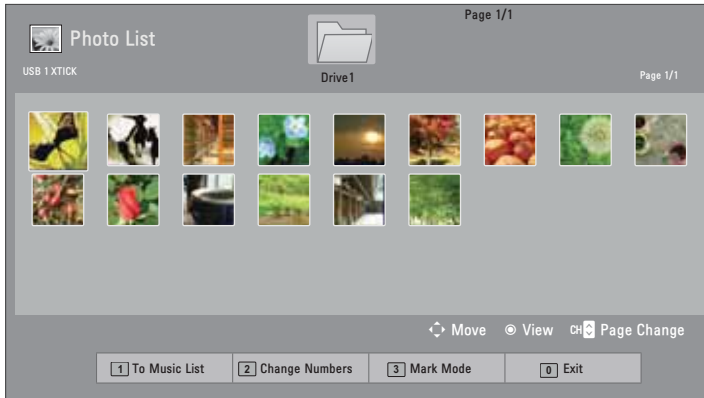 Page 1/1
Photo List
USB 1 XTICK
Drive1
Page 1/1
Move View CH Page Change
1 To Music List 2 Change Numbers 3 Mark Mode 0 Exit